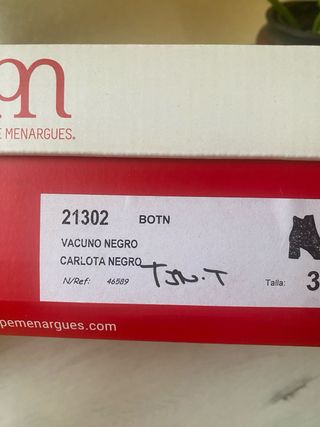 E MENARGUES®
21302 BOTN
VACUNO NEGRO
CARLOTA NEGRO
N/Ref: 46589
Talla: 3
pemenargues.com